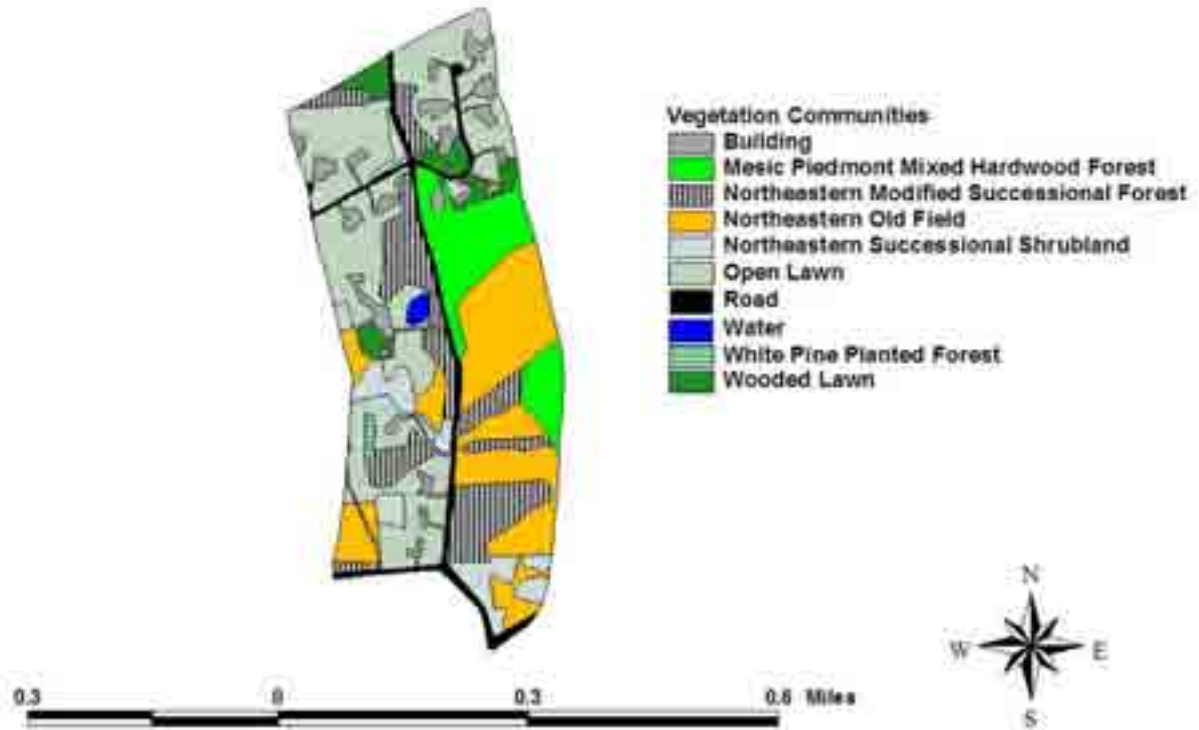 Vegetation Communities
Building
Mesic Piedmont Mixed Hardwood Forest
Northeastern Modified Successional Forest
Northeastern Old Field
Northeastern Successional Shrubland
Open Lawn
Road
Water
White Pine Planted Forest
Wooded Lawn
N
W E
S
0.3 0 0.3 0.6 Miles